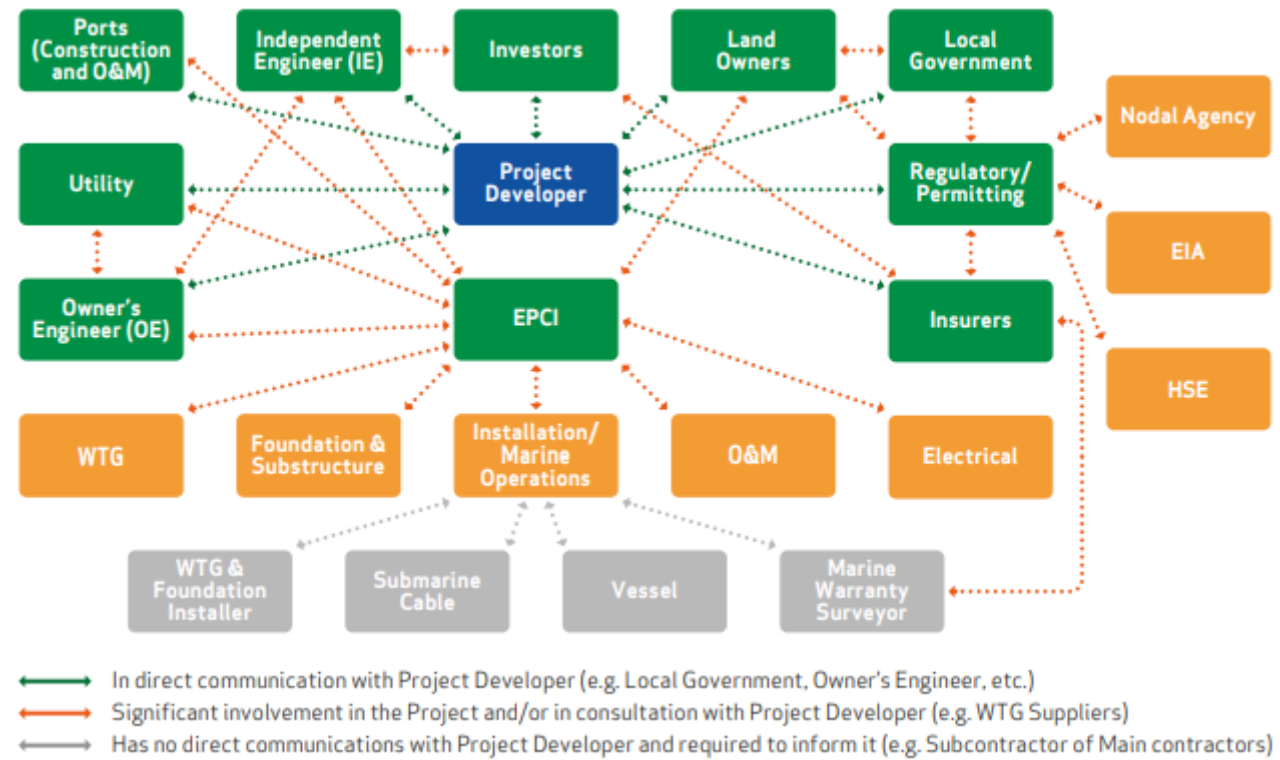 Ports
(Construction
and O&M)
Independent
Engineer (IE)
Investors
Land
Owners
Local
Government
Nodal Agency
Utility
Project
Developer
Regulatory/
Permitting
EIA
Owner's
Engineer (OE)
EPCI
Insurers
HSE
WTG
Foundation &
Substructure
Installation/
Marine
Operations
O&M
Electrical
WTG &
Foundation
Installer
Submarine
Cable
Vessel
Marine
Warranty
Surveyor
In direct communication with Project Developer (e.g. Local Government, Owner's Engineer, etc.)
Significant involvement in the Project and/or in consultation with Project Developer (e.g. WTG Suppliers)
Has no direct communications with Project Developer and required to inform it (e.g. Subcontractor of Main contractors)